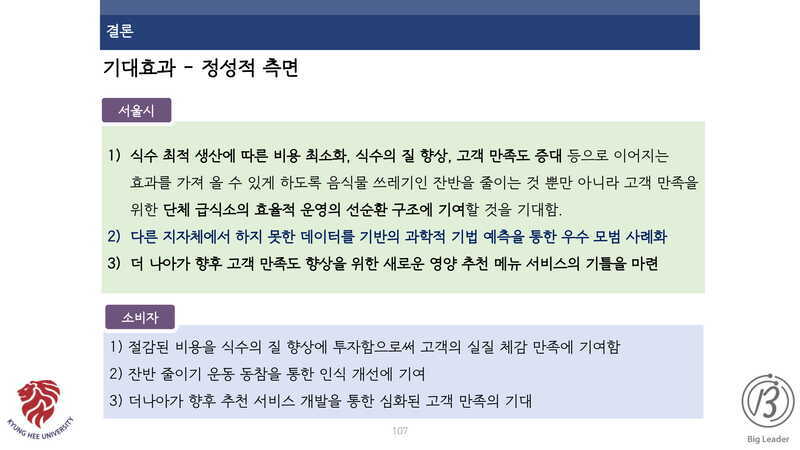 결론
기대효과 - 정성적 측면
서울시
1) 식수 최적 생산에 따른 비용 최소화, 식수의 질 향상, 고객 만족도 증대 등으로 이어지는
효과를 가져 올 수 있게 하도록 음식물 쓰레기인 잔반을 줄이는 것 뿐만 아니라 고객 만족을
위한 단체 급식소의 효율적 운영의 선순환 구조에 기여할 것을 기대함.
2) 다른 지자체에서 하지 못한 데이터를 기반의 과학적 기법 예측을 통한 우수 모범 사례화
3) 더 나아가 향후 고객 만족도 향상을 위한 새로운 영양 추천 메뉴 서비스의 기틀을 마련
소비자
1) 절감된 비용을 식수의 질 향상에 투자함으로써 고객의 실질 체감 만족에 기여함
2) 잔반 줄이기 운동 동참을 통한 인식 개선에 기여
3) 더나아가 향후 추천 서비스 개발을 통한 심화된 고객 만족의 기대
KYUNG HEE UNIVERSITY
107
Big Leader